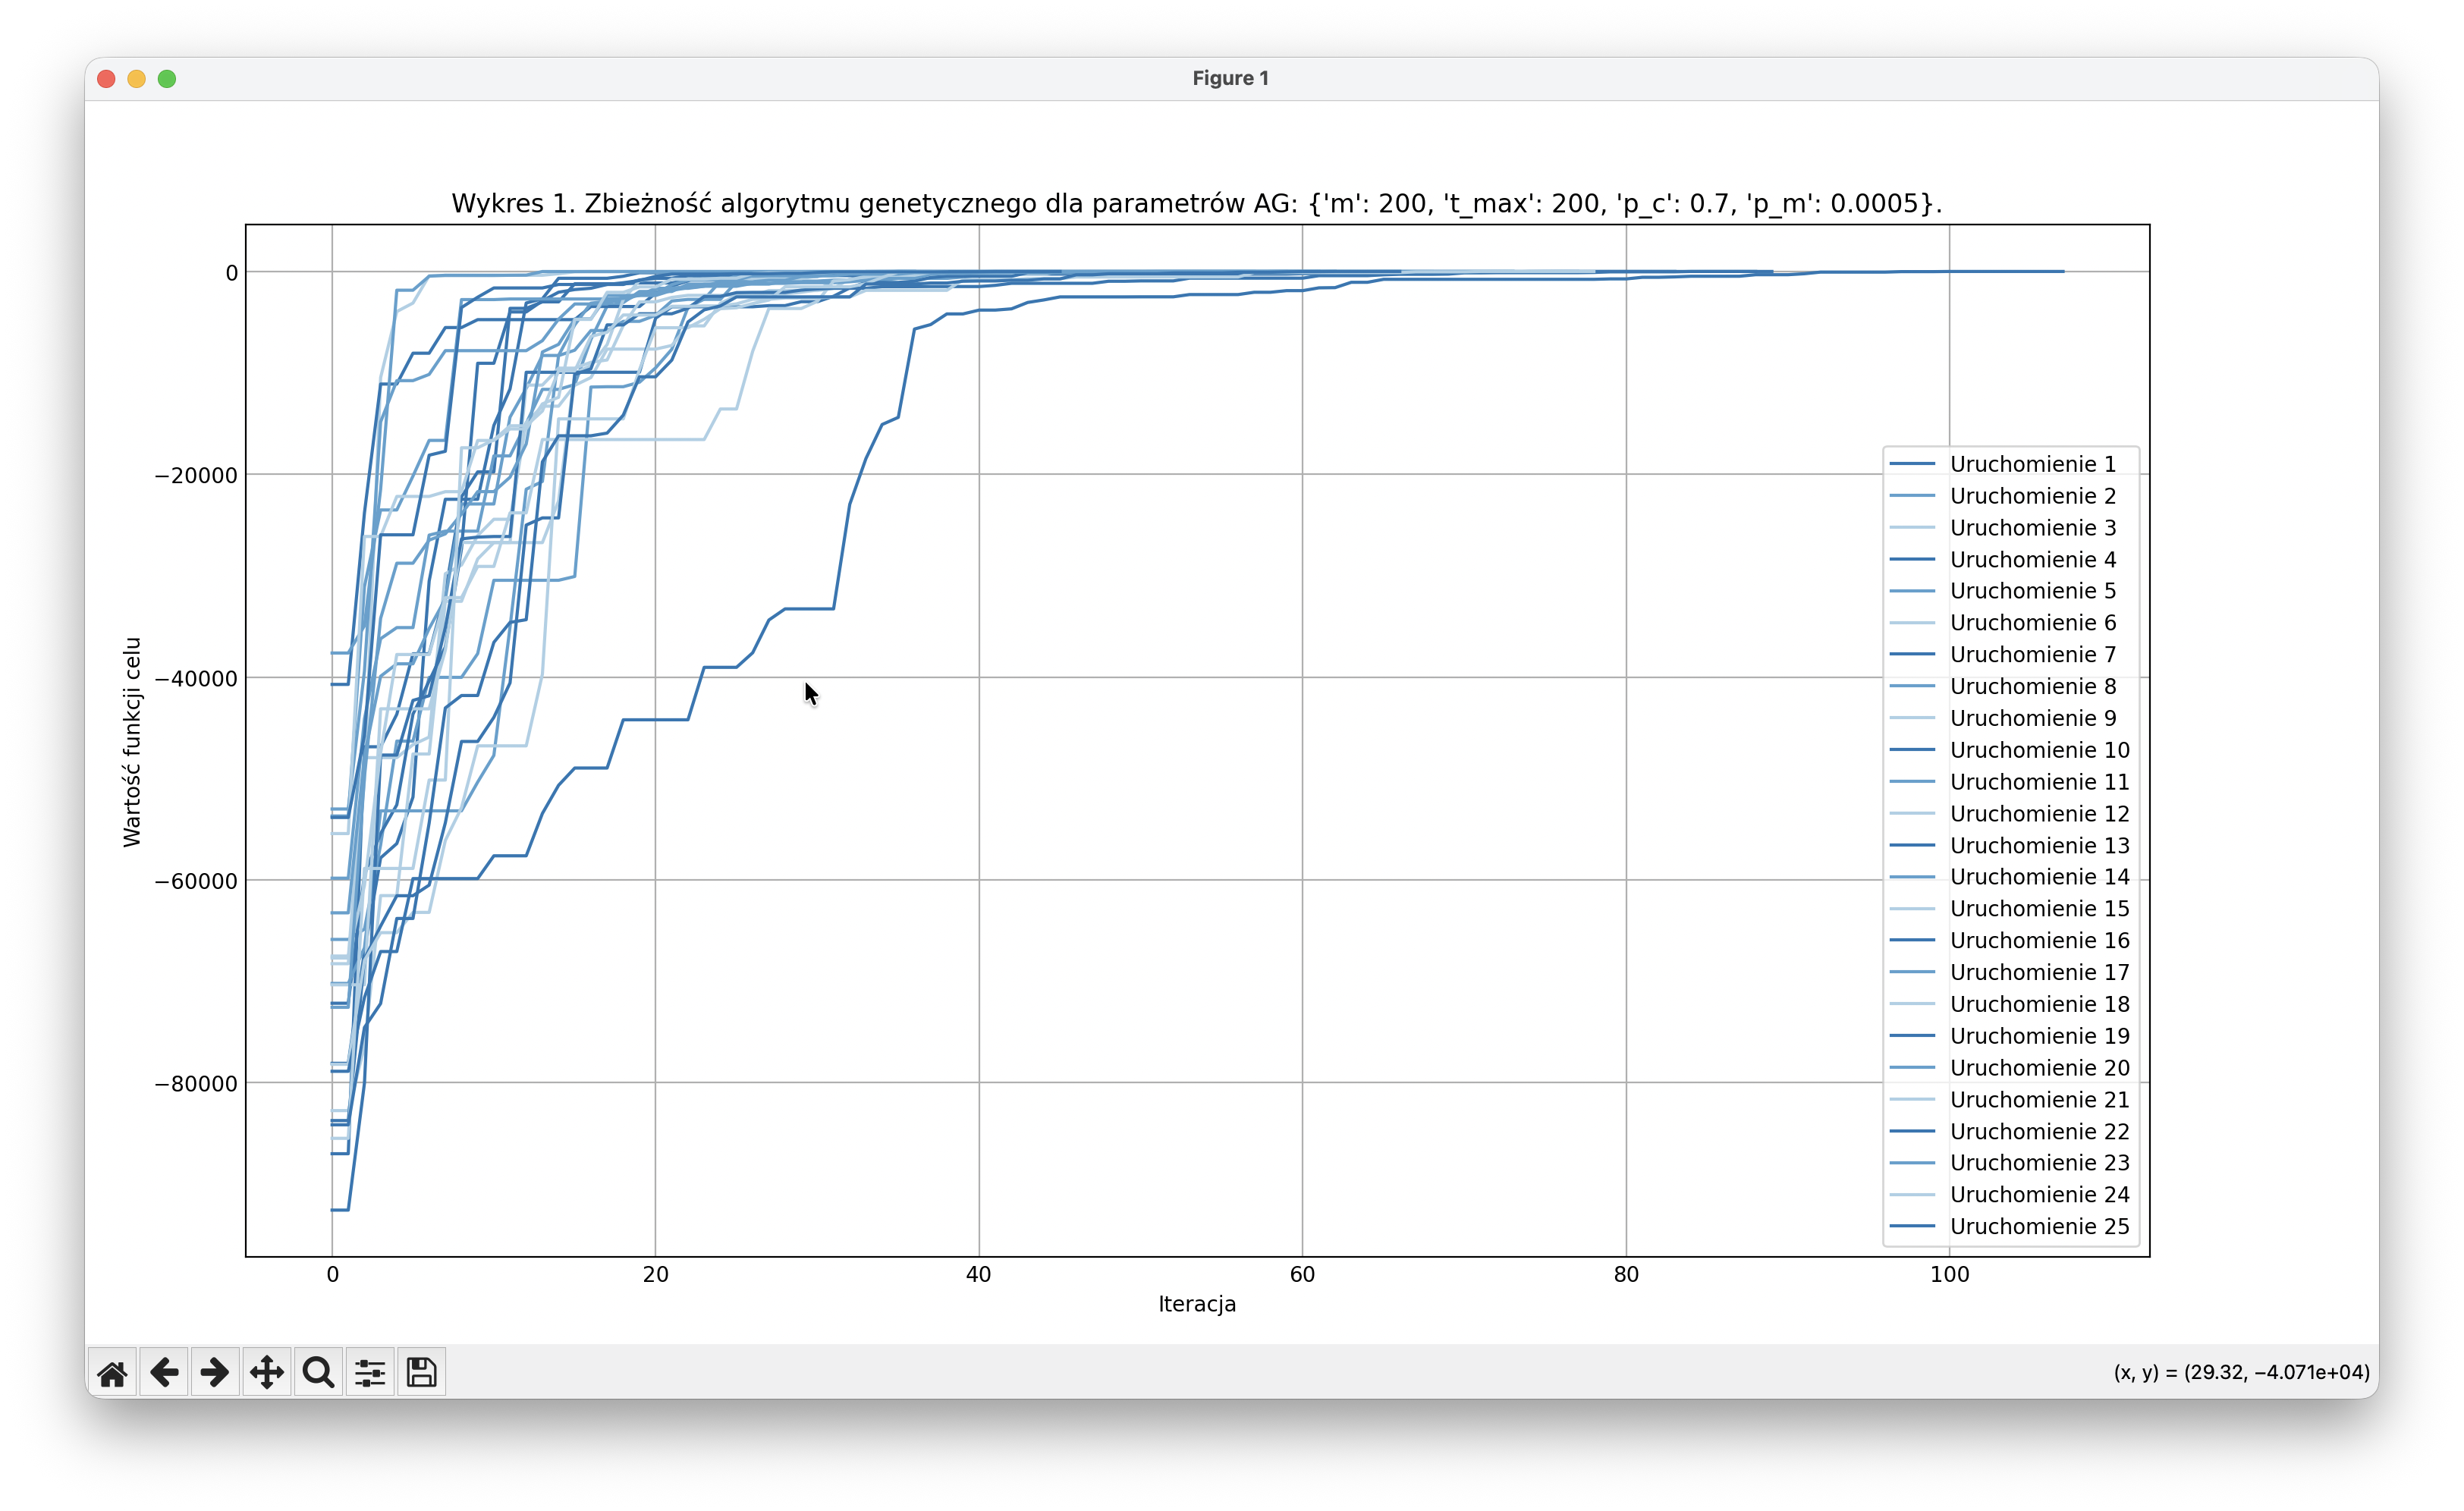 Figure 1
Wykres 1. Zbieżność algorytmu genetycznego dla parametrów AG: {'m': 200, 't_max': 200, 'p_c': 0.7, 'p_m': 0.0005}.
0
−20000
−40000
−60000
−80000
Wartość funkcji celu
Uruchomienie 1
Uruchomienie 2
Uruchomienie 3
Uruchomienie 4
Uruchomienie 5
Uruchomienie 6
Uruchomienie 7
Uruchomienie 8
Uruchomienie 9
Uruchomienie 10
Uruchomienie 11
Uruchomienie 12
Uruchomienie 13
Uruchomienie 14
Uruchomienie 15
Uruchomienie 16
Uruchomienie 17
Uruchomienie 18
Uruchomienie 19
Uruchomienie 20
Uruchomienie 21
Uruchomienie 22
Uruchomienie 23
Uruchomienie 24
Uruchomienie 25
0 20 40 60 80 100
Iteracja
(x, y) = (29.32, −4.071e+04)